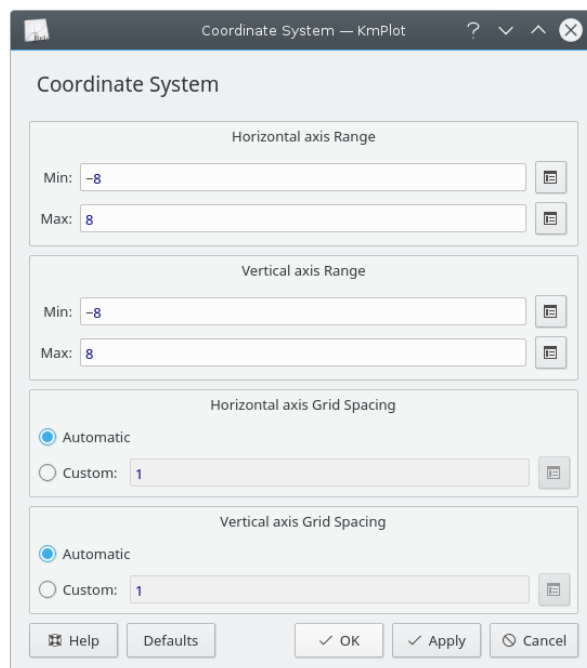 Coordinate System — KmPlot
Coordinate System
Horizontal axis Range
Min: −8
Max: 8
Vertical axis Range
Min: −8
Max: 8
Horizontal axis Grid Spacing
Automatic
Custom: 1
Vertical axis Grid Spacing
Automatic
Custom: 1
Help Defaults OK Apply Cancel